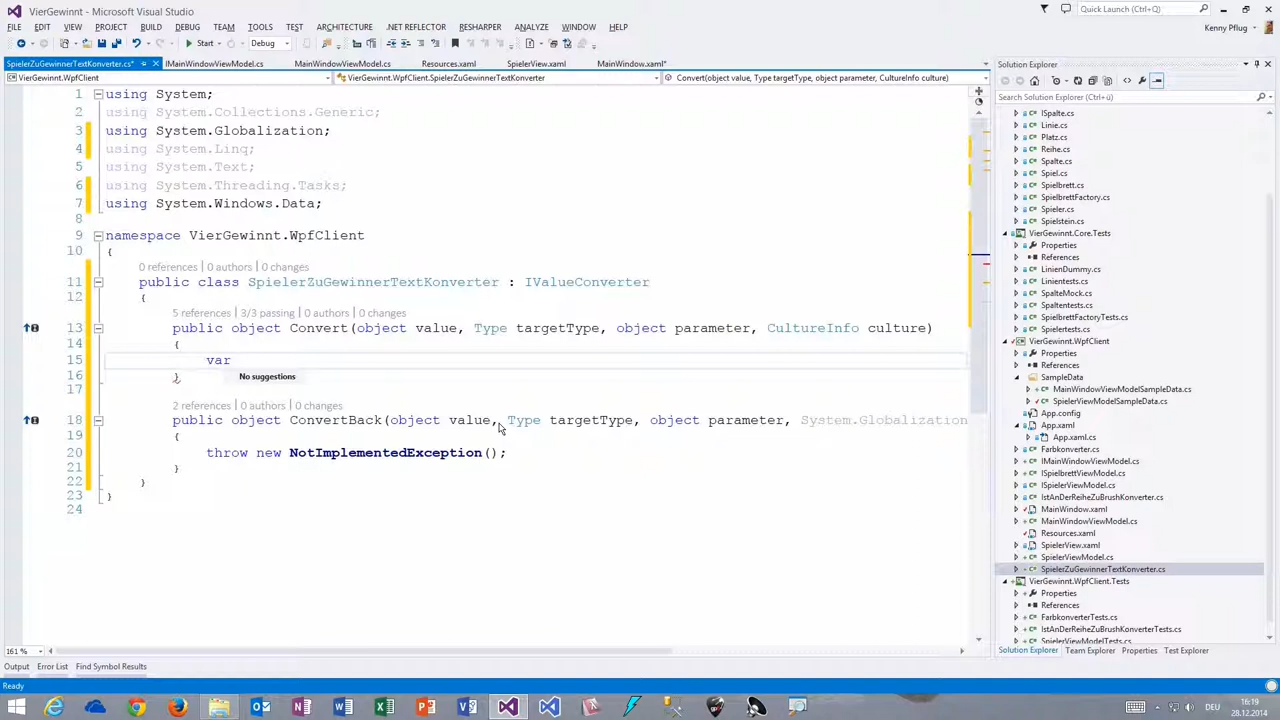 VierGewinnt - Microsoft Visual Studio
Quick Launch (Ctrl+Q)
FILE EDIT VIEW PROJECT BUILD DEBUG TEAM TOOLS TEST ARCHITECTURE .NET REFLECTOR RESHARPER ANALYZE WINDOW HELP
Kenny Pflug
Start Debug
SpielerZuGewinnerTextKonverter.cs* IMainWindowViewModel.cs MainWindowViewModel.cs Resources.xaml SpielerView.xaml MainWindow.xaml*
VierGewinnt.WpfClient VierGewinnt.WpfClient.SpielerZuGewinnerTextKonverter Convert(object value, Type targetType, object parameter, CultureInfo culture)
1 using System;
2 using System.Collections.Generic;
3 using System.Globalization;
4 using System.Linq;
5 using System.Text;
6 using System.Threading.Tasks;
7 using System.Windows.Data;
8
9 namespace VierGewinnt.WpfClient
10 {
0 references | 0 authors | 0 changes
11 public class SpielerZuGewinnerTextKonverter : IValueConverter
12 {
5 references | 3/3 passing | 0 authors | 0 changes
13 public object Convert(object value, Type targetType, object parameter, CultureInfo culture)
14 {
15 var
16 }
No suggestions
17
2 references | 0 authors | 0 changes
18 public object ConvertBack(object value, Type targetType, object parameter, System.Globalization
19 {
20 throw new NotImplementedException();
21 }
22 }
23 }
24
161 %
Solution Explorer
Search Solution Explorer (Ctrl+ü)
ISpalte.cs
Linie.cs
Platz.cs
Reihe.cs
Spalte.cs
Spiel.cs
Spielbrett.cs
SpielbrettFactory.cs
Spieler.cs
Spielstein.cs
VierGewinnt.Core.Tests
Properties
References
LinienDummy.cs
Linientests.cs
SpalteMock.cs
Spaltentests.cs
SpielbrettFactoryTests.cs
Spielertests.cs
VierGewinnt.WpfClient
Properties
References
SampleData
MainWindowViewModelSampleData.cs
SpielerViewModelSampleData.cs
App.config
App.xaml
App.xaml.cs
Farbkonverter.cs
IMainWindowViewModel.cs
ISpielbrettViewModel.cs
ISpielerViewModel.cs
IstAnDerReiheZuBrushKonverter.cs
MainWindow.xaml
MainWindowViewModel.cs
Resources.xaml
SpielerView.xaml
SpielerViewModel.cs
SpielerZuGewinnerTextKonverter.cs
VierGewinnt.WpfClient.Tests
Properties
References
FarbkonverterTests.cs
IstAnDerReiheZuBrushKonverterTests.cs
SpielerViewModelTests.cs
Solution Explorer Team Explorer Properties Test Explorer
Output Error List Find Symbol Results
Ready
DEU
16:19
28.12.2014